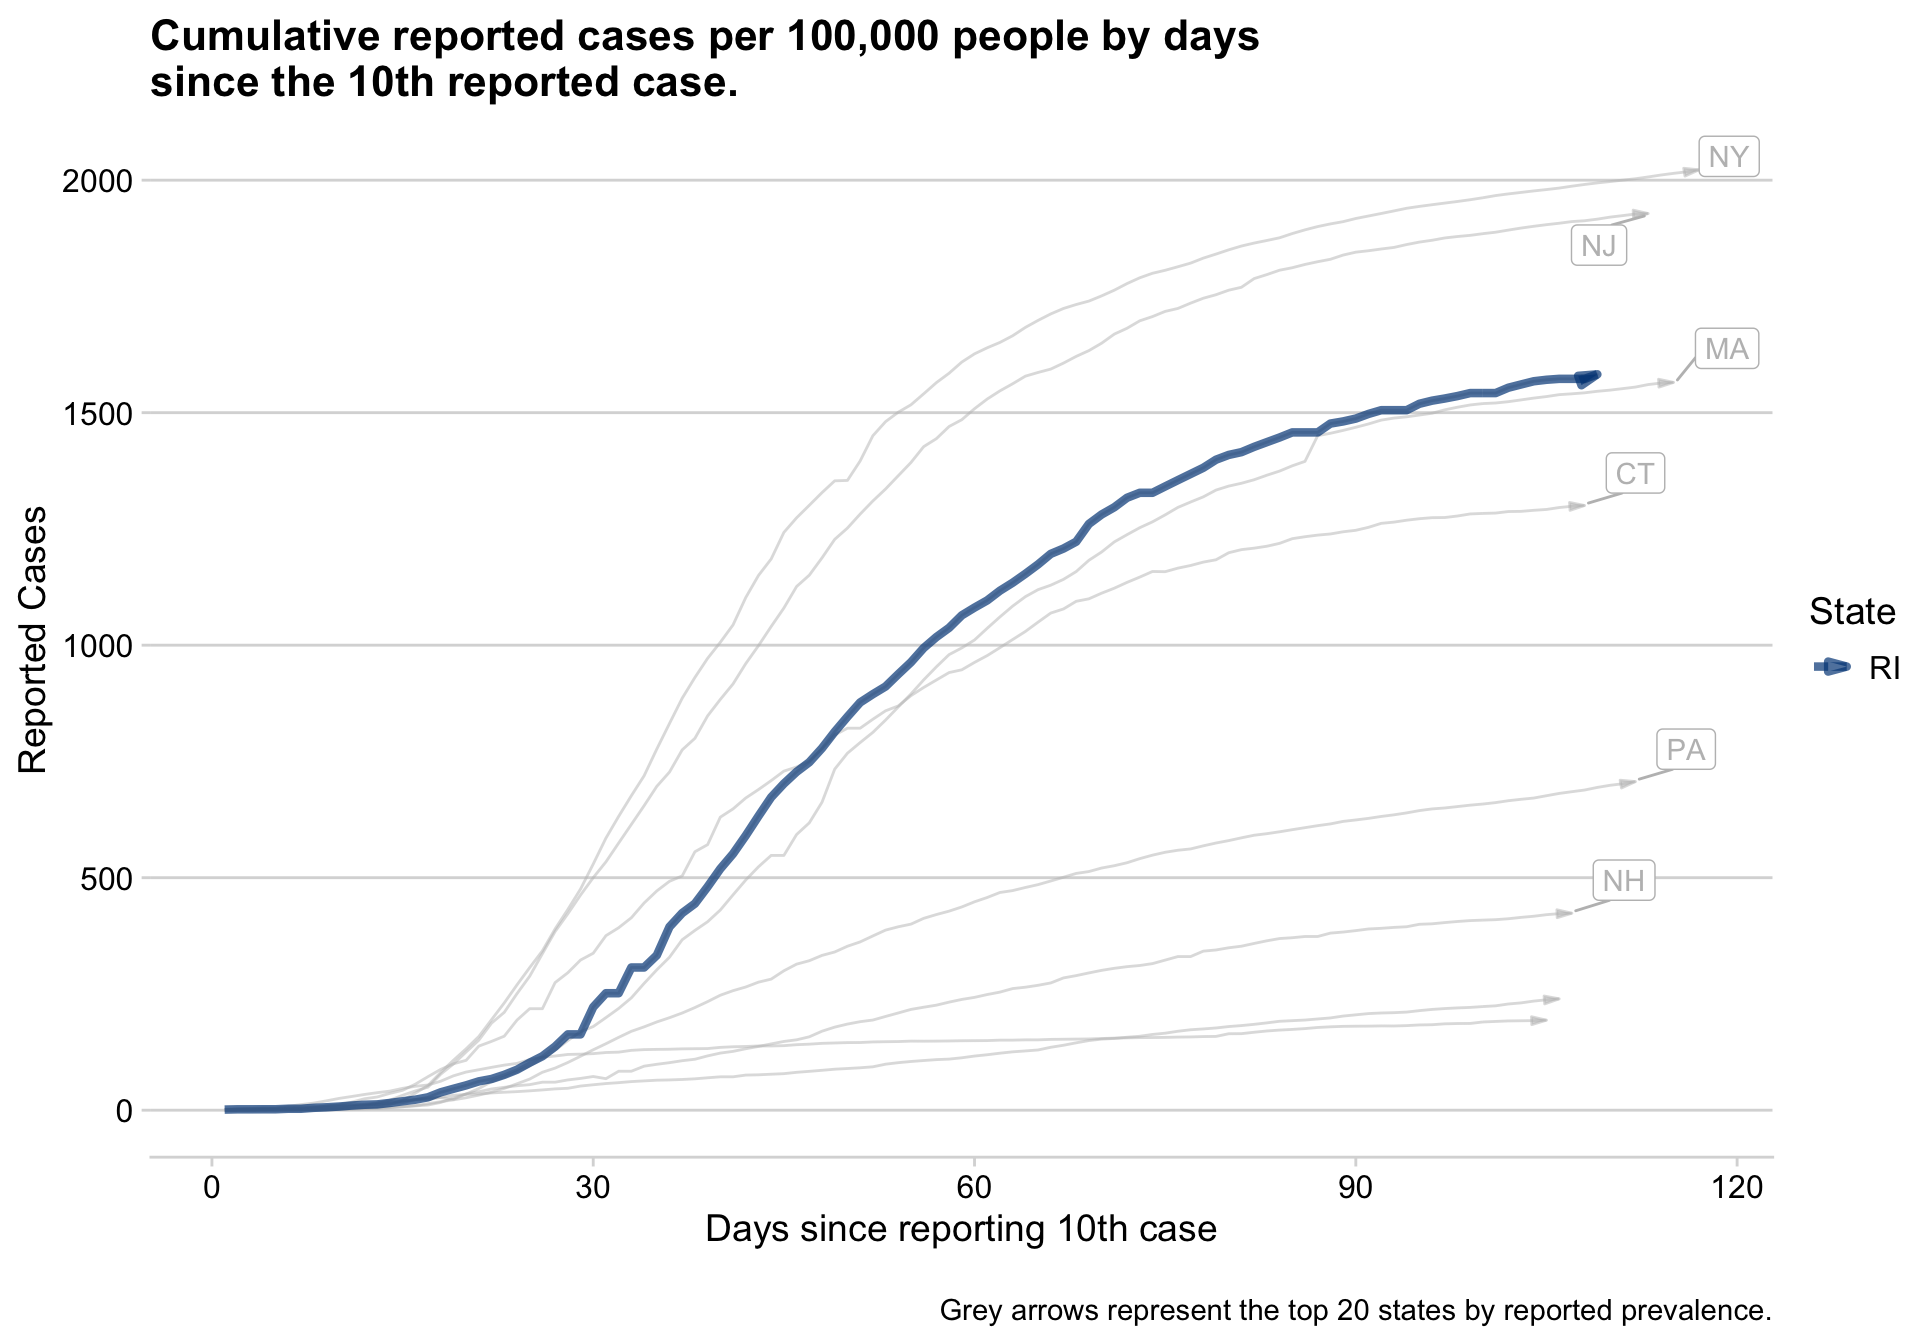 Cumulative reported cases per 100,000 people by days
since the 10th reported case.
NY
2000
NJ
MA
1500
CT
Reported Cases
1000
State
RI
PA
500
NH
0
0 30 60 90 120
Days since reporting 10th case
Grey arrows represent the top 20 states by reported prevalence.